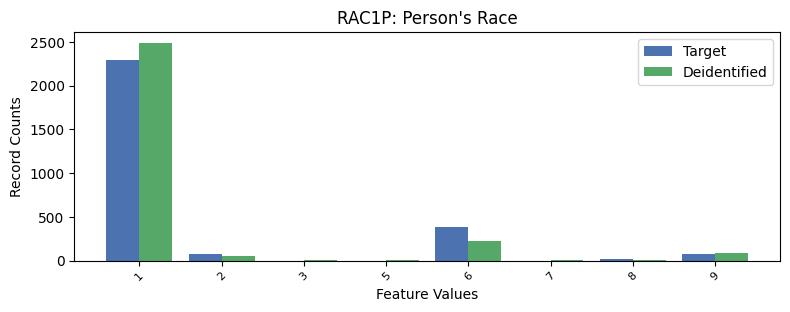 RAC1P: Person's Race
Target
Deidentified
Record Counts
2500
2000
1500
1000
500
0
1 2 3 5 6 7 8 9
Feature Values